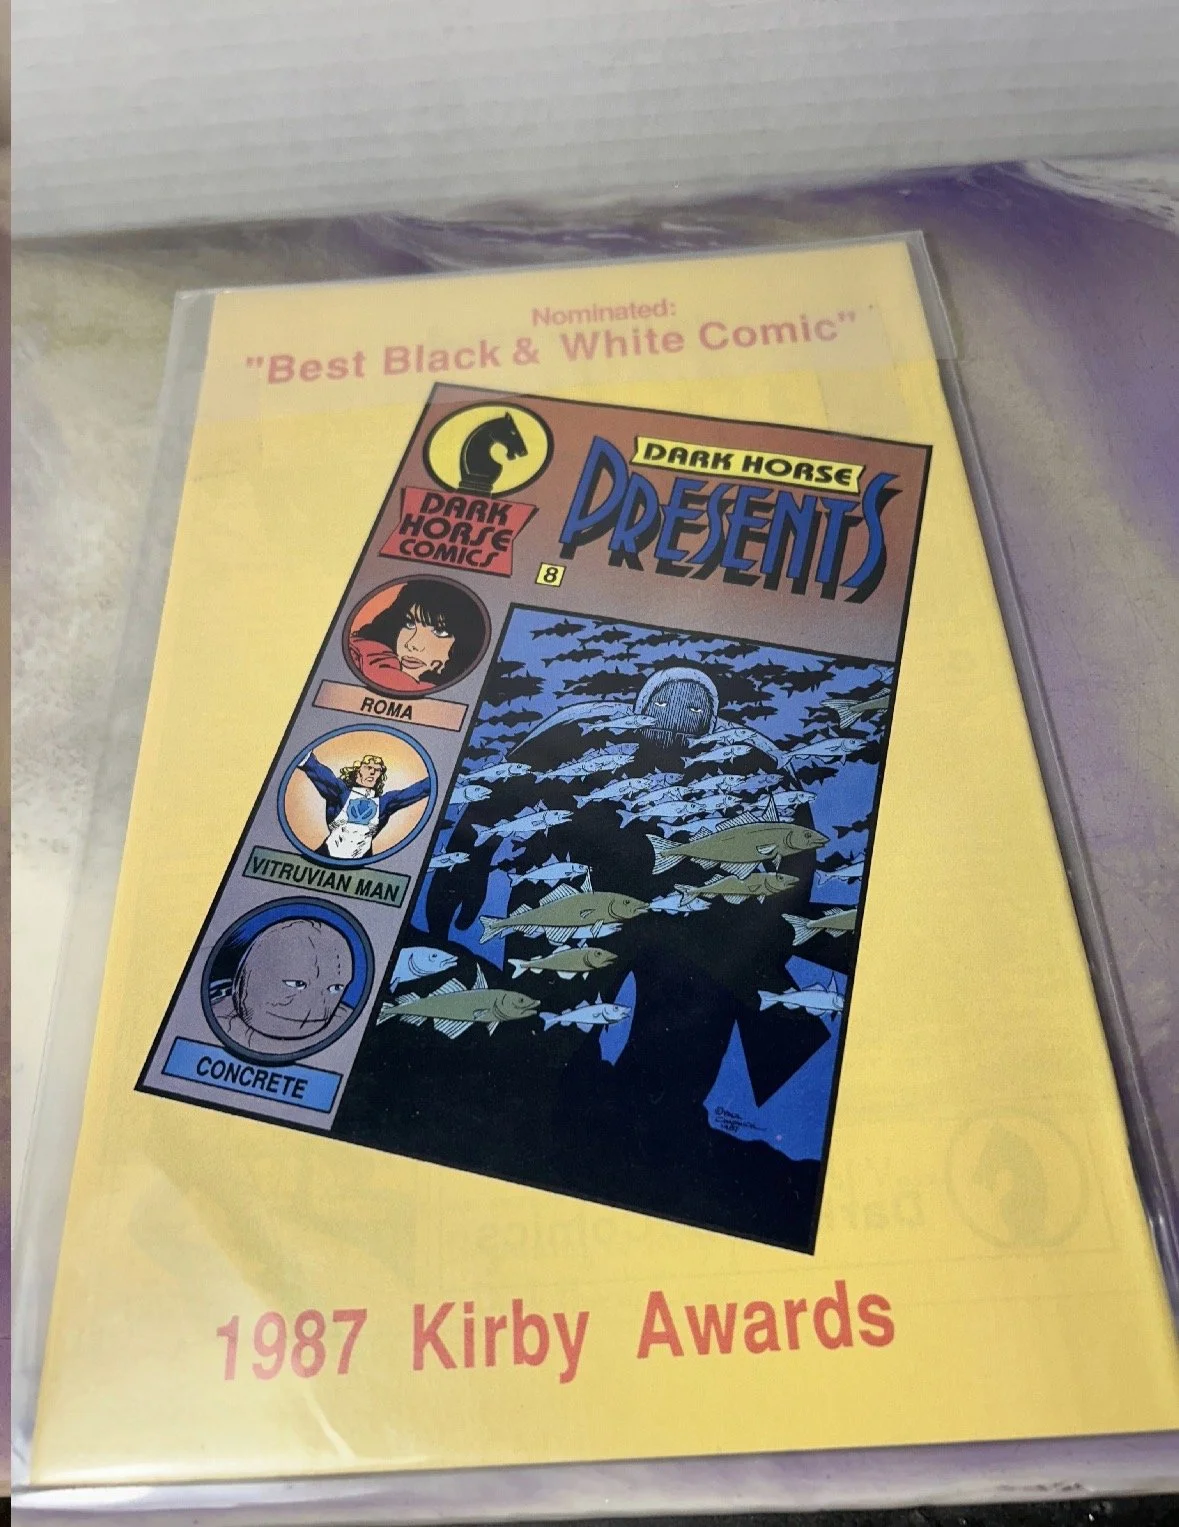 Nominated:
"Best Black & White Comic"
DARK HORSE
PRESENTS
DARK
HORSE
COMICS
8
ROMA
VITRUVIAN MAN
CONCRETE
1987 Kirby Awards